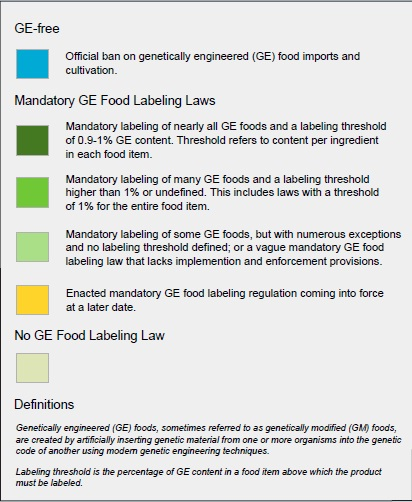 GE-free
Official ban on genetically engineered (GE) food imports and
cultivation.
Mandatory GE Food Labeling Laws
Mandatory labeling of nearly all GE foods and a labeling threshold
of 0.9-1% GE content. Threshold refers to content per ingredient
in each food item.
Mandatory labeling of many GE foods and a labeling threshold
higher than 1% or undefined. This includes laws with a threshold
of 1% for the entire food item.
Mandatory labeling of some GE foods, but with numerous exceptions
and no labeling threshold defined; or a vague mandatory GE food
labeling law that lacks implemention and enforcement provisions.
Enacted mandatory GE food labeling regulation coming into force
at a later date.
No GE Food Labeling Law
Definitions
Genetically engineered (GE) foods, sometimes referred to as genetically modified (GM) foods,
are created by artificially inserting genetic material from one or more organisms into the genetic
code of another using modern genetic engineering techniques.
Labeling threshold is the percentage of GE content in a food item above which the product
must be labeled.